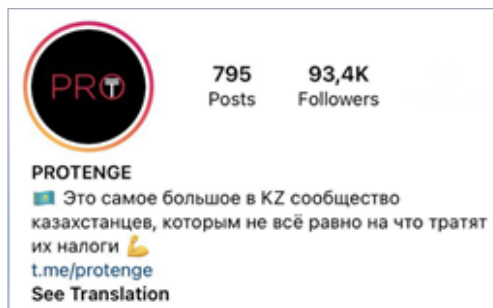 PRO₸
795 93,4K
Posts Followers
PROTENGE
🇰🇿 Это самое большое в KZ сообщество
казахстанцев, которым не всё равно на что тратят
их налоги 💪
t.me/protenge
See Translation